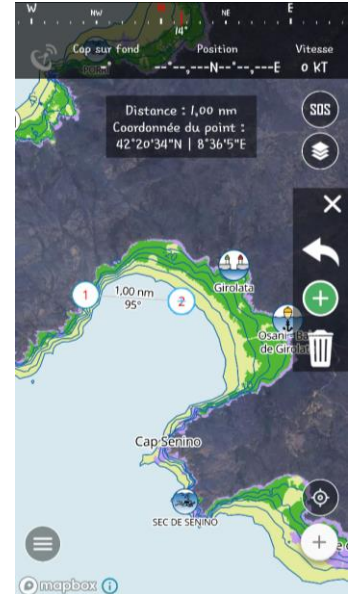 W NW NE E
14°
Cap sur fond Position Vitesse
--° --°--,---N--°--,---E 0 KT
Distance : 1,00 nm
Coordonnée du point :
42°20'34"N | 8°36'5"E
SOS
Girolata
1 1,00 nm 2
95°
Osani - Ba
de Girolat
Cap Senino
SEC DE SENINO
mapbox